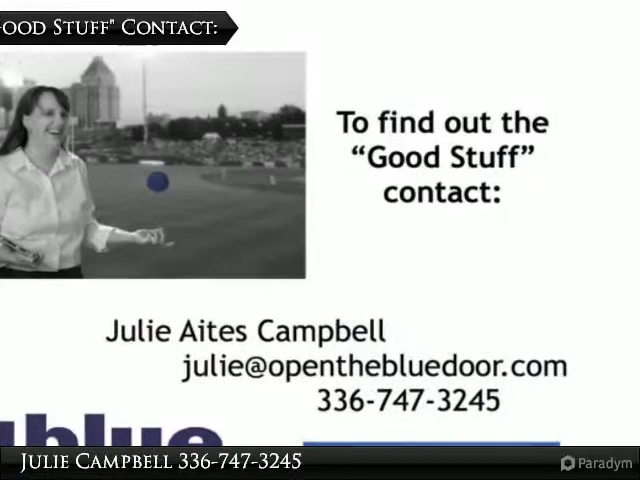 OOD STUFF" CONTACT:
To find out the
“Good Stuff”
contact:
Julie Aites Campbell
julie@openthebluedoor.com
336-747-3245
blue
JULIE CAMPBELL 336-747-3245
Paradym